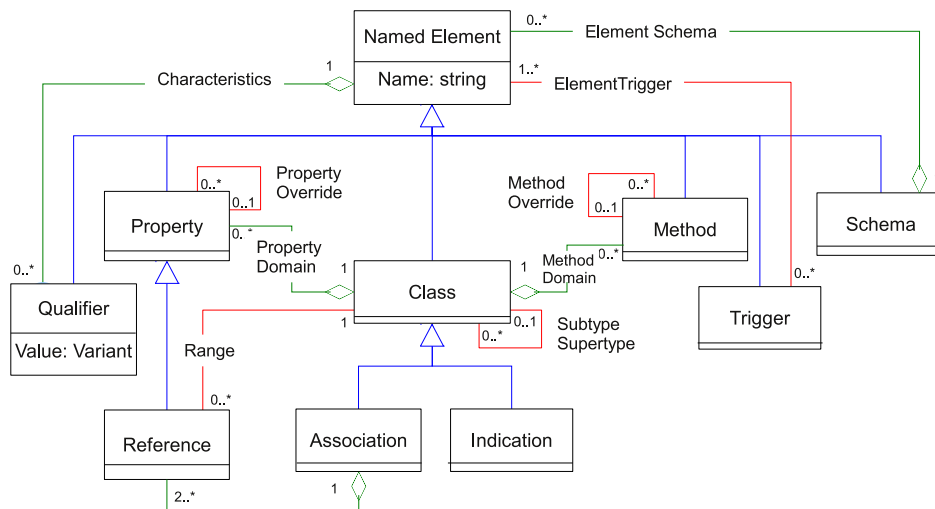 Named Element
Name: string
0..*
Element Schema
1
Characteristics
1..*
ElementTrigger
Property
Override
0..*
0..1
Property
0..*
Property
Domain
1
Method
Override
0..*
0..1
Method
0..*
Method
Domain
1
Schema
0..*
Qualifier
Value: Variant
Class
1
0..1
0..*
Subtype
Supertype
0..*
Trigger
Range
0..*
Reference
2..*
Association
1
Indication